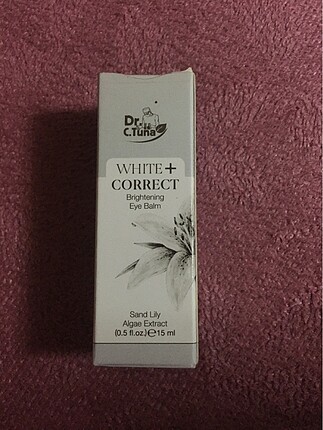 Dr.
C.Tuna
WHITE+
CORRECT
Brightening
Eye Balm
Sand Lily
Algae Extract
(0.5 fl.oz.)℮15 ml